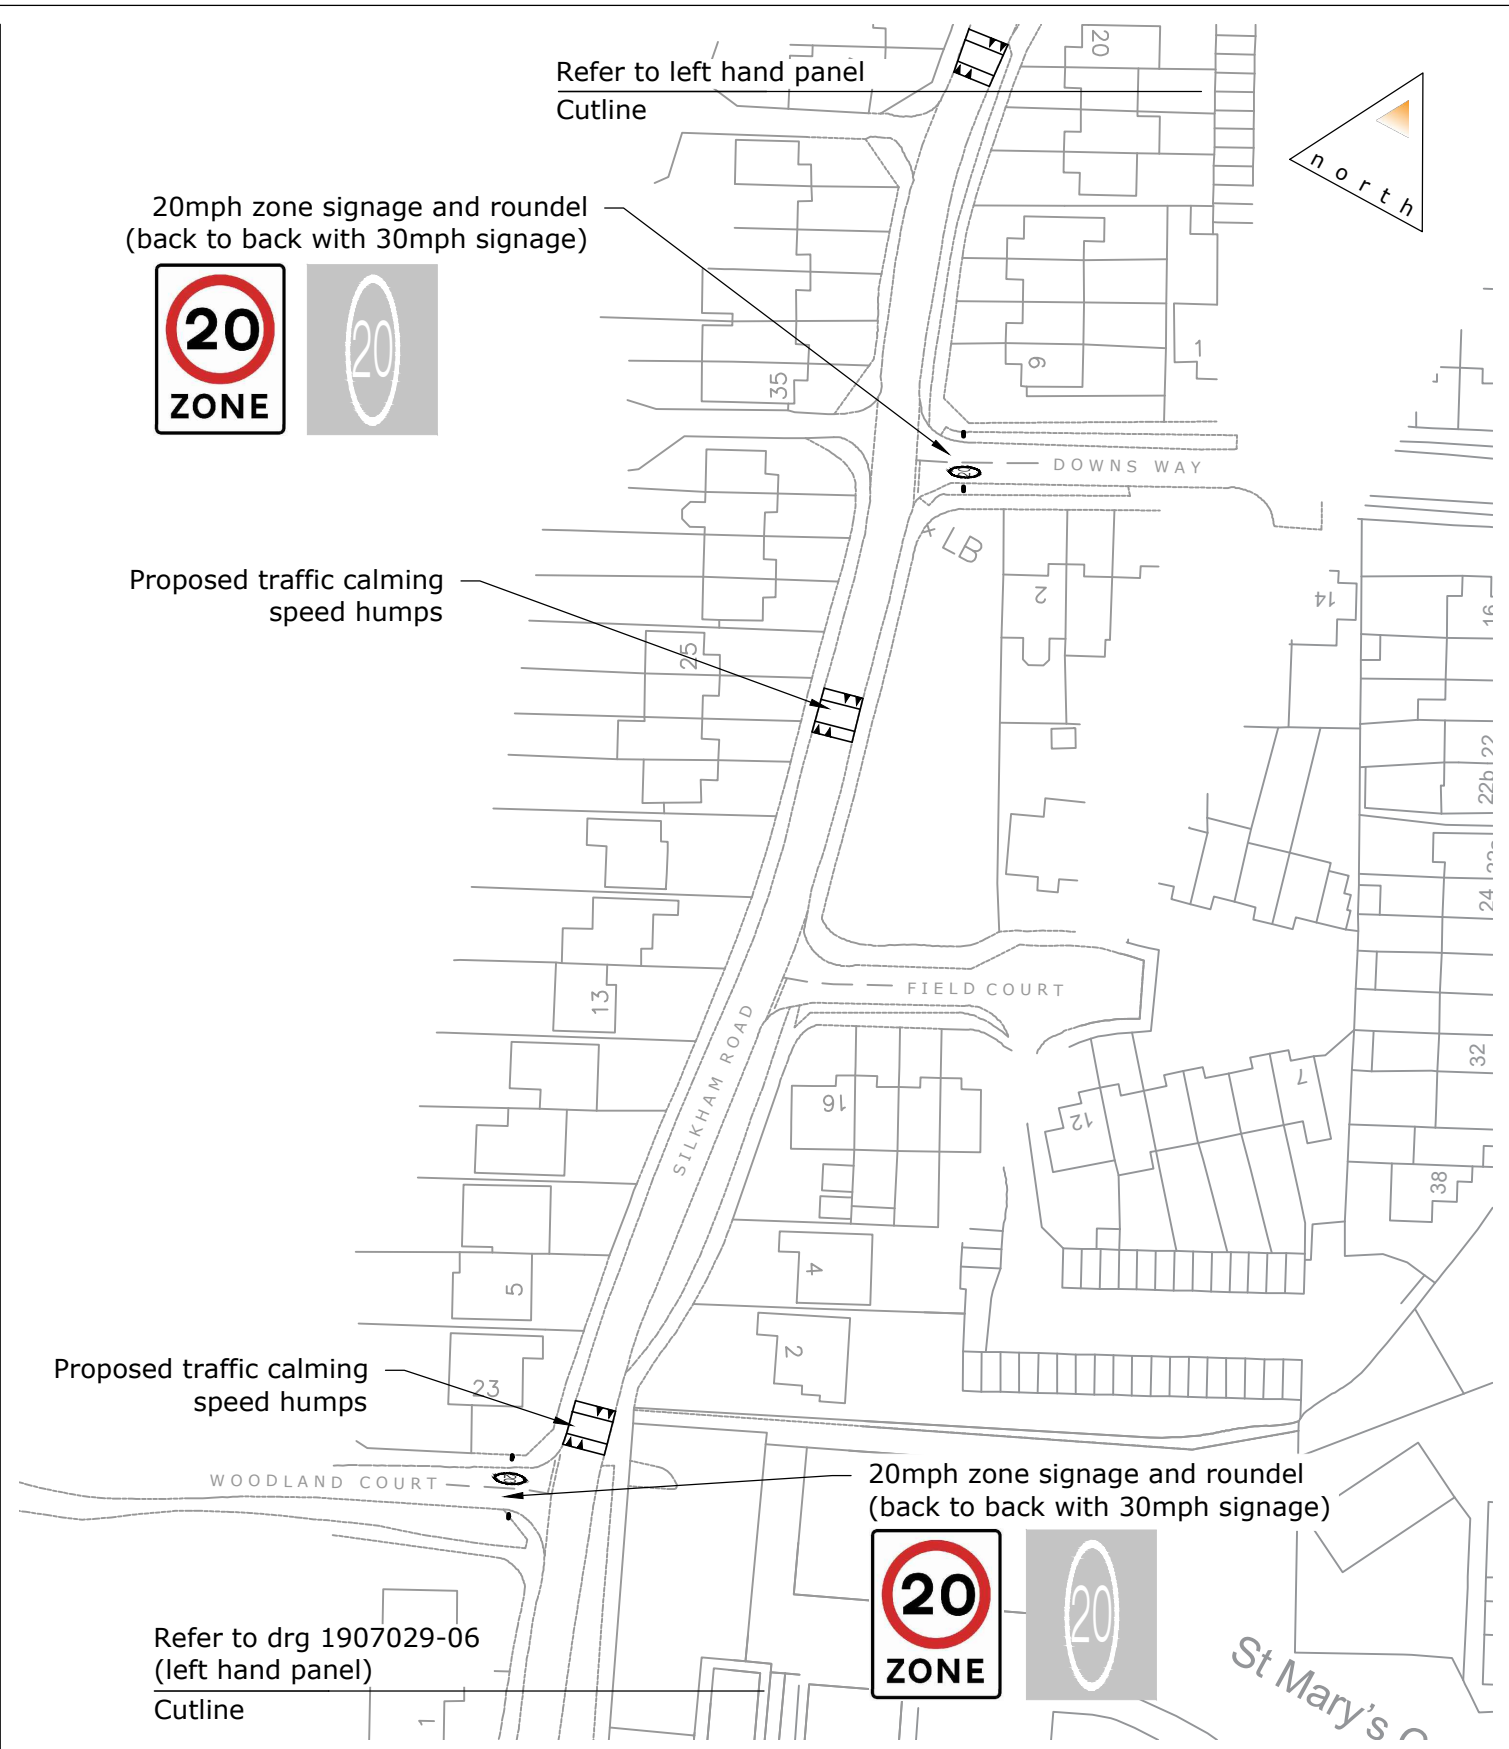 20
Refer to left hand panel
Cutline
north
20mph zone signage and roundel
(back to back with 30mph signage)
20
ZONE
20
35
6
1
DOWNS WAY
LB
Proposed traffic calming
speed humps
25
2
14
16
22
22b
24
13
FIELD COURT
SILKHAM ROAD
16
12
7
32
38
5
4
2
Proposed traffic calming
speed humps
23
WOODLAND COURT
20mph zone signage and roundel
(back to back with 30mph signage)
20
ZONE
20
Refer to drg 1907029-06
(left hand panel)
Cutline
1
St Mary's